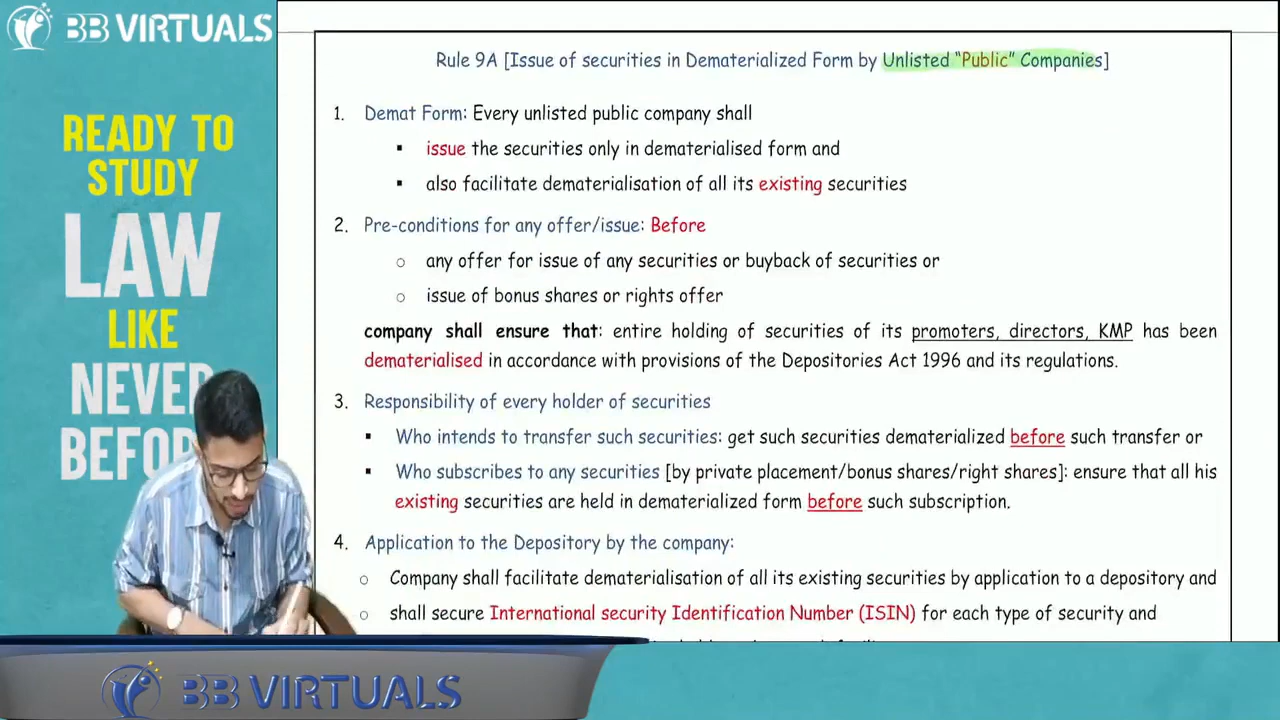 BB VIRTUALS
READY TO
STUDY
LAW
LIKE
NEVER
BEFO
Rule 9A [Issue of securities in Dematerialized Form by Unlisted “Public” Companies]
1. Demat Form: Every unlisted public company shall
▪ issue the securities only in dematerialised form and
▪ also facilitate dematerialisation of all its existing securities
2. Pre-conditions for any offer/issue: Before
○ any offer for issue of any securities or buyback of securities or
○ issue of bonus shares or rights offer
company shall ensure that: entire holding of securities of its promoters, directors, KMP has been
dematerialised in accordance with provisions of the Depositories Act 1996 and its regulations.
3. Responsibility of every holder of securities
▪ Who intends to transfer such securities: get such securities dematerialized before such transfer or
▪ Who subscribes to any securities [by private placement/bonus shares/right shares]: ensure that all his
existing securities are held in dematerialized form before such subscription.
4. Application to the Depository by the company:
○ Company shall facilitate dematerialisation of all its existing securities by application to a depository and
○ shall secure International security Identification Number (ISIN) for each type of security and
BB VIRTUALS